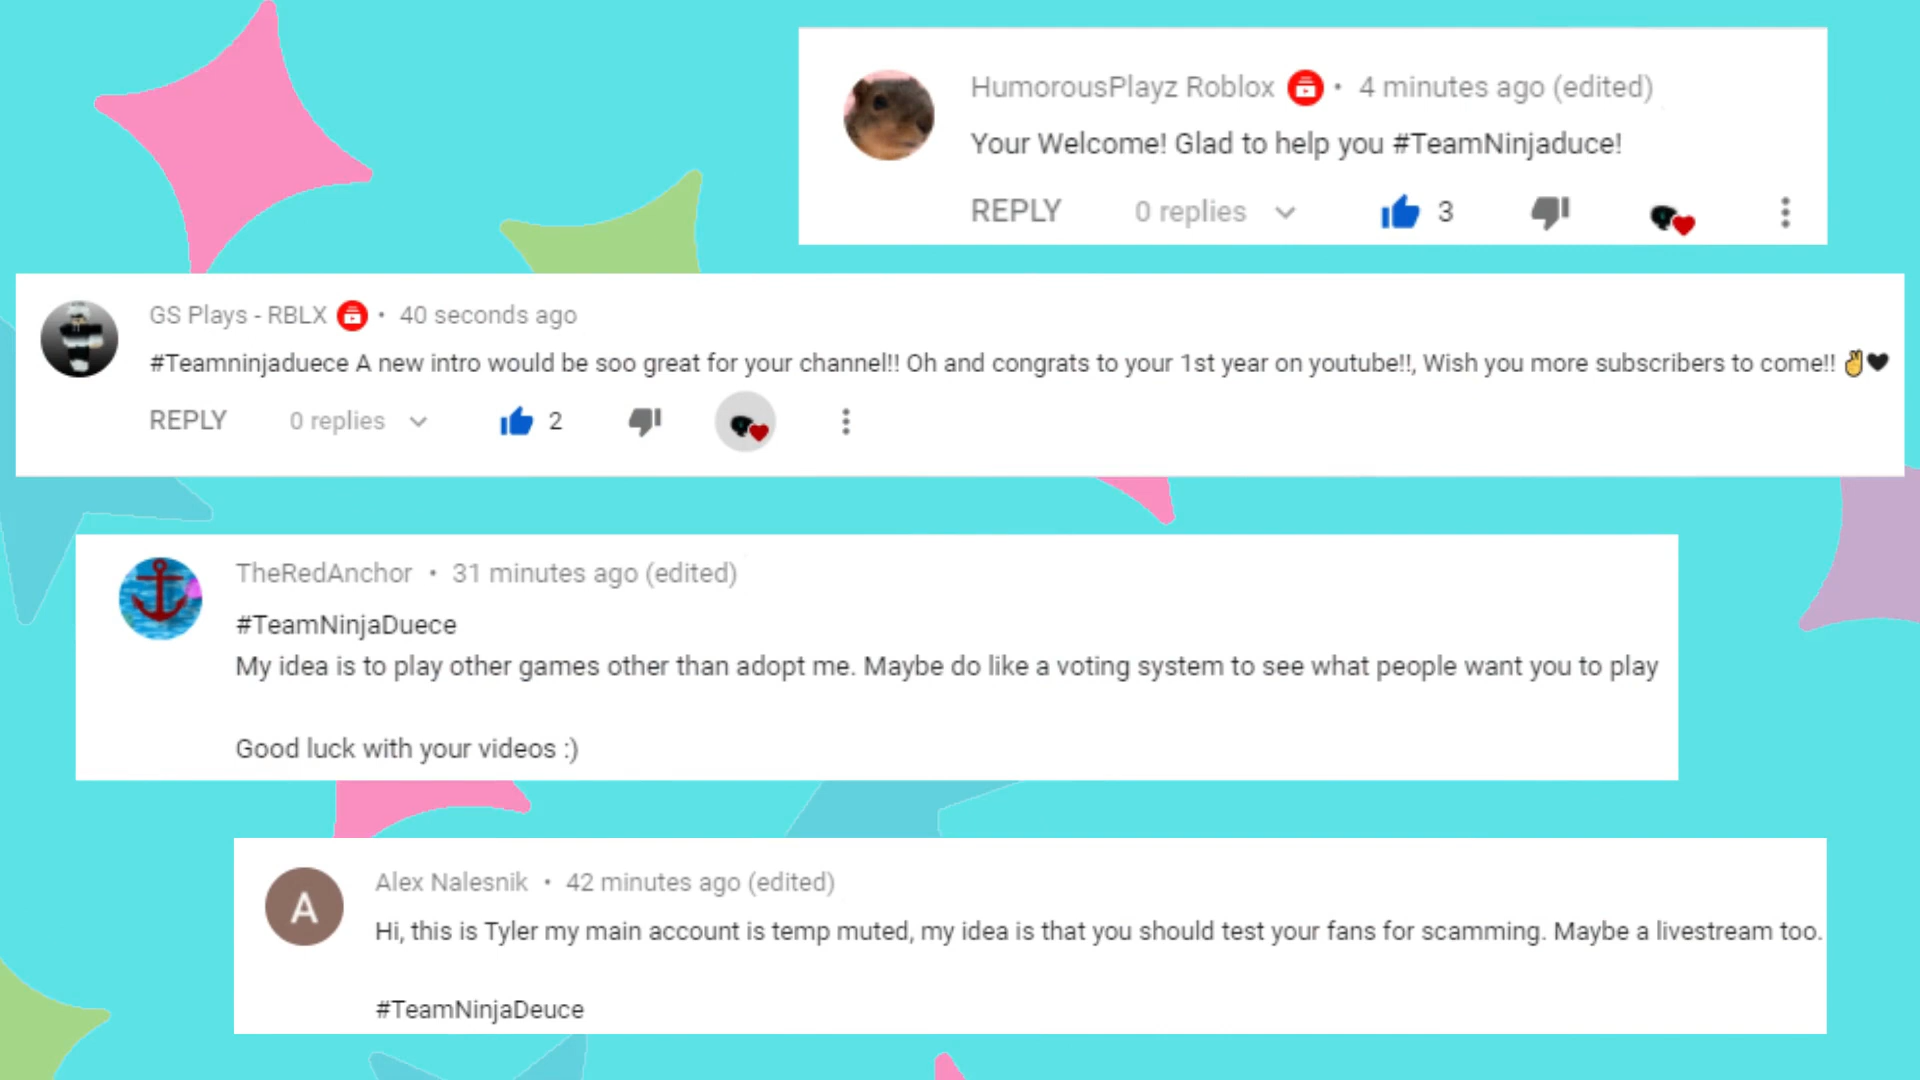 HumorousPlayz Roblox • 4 minutes ago (edited)
Your Welcome! Glad to help you #TeamNinjaduce!
REPLY 0 replies 3
GS Plays - RBLX • 40 seconds ago
#Teamninjaduece A new intro would be soo great for your channel!! Oh and congrats to your 1st year on youtube!!, Wish you more subscribers to come!! ✌️🖤
REPLY 0 replies 2
TheRedAnchor • 31 minutes ago (edited)
#TeamNinjaDuece
My idea is to play other games other than adopt me. Maybe do like a voting system to see what people want you to play
Good luck with your videos :)
A
Alex Nalesnik • 42 minutes ago (edited)
Hi, this is Tyler my main account is temp muted, my idea is that you should test your fans for scamming. Maybe a livestream too.
#TeamNinjaDeuce